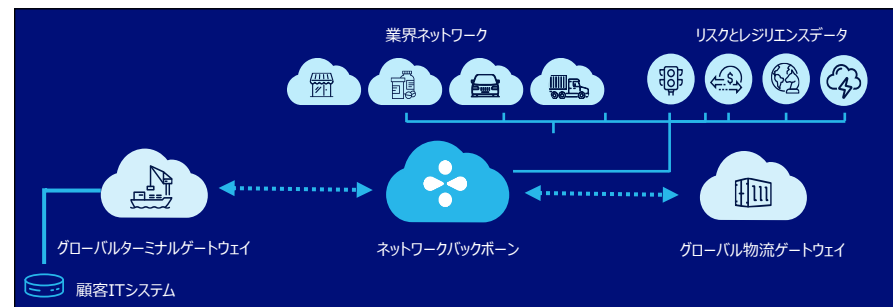 業界ネットワーク
リスクとレジリエンスデータ
グローバルターミナルゲートウェイ
ネットワークバックボーン
グローバル物流ゲートウェイ
顧客ITシステム